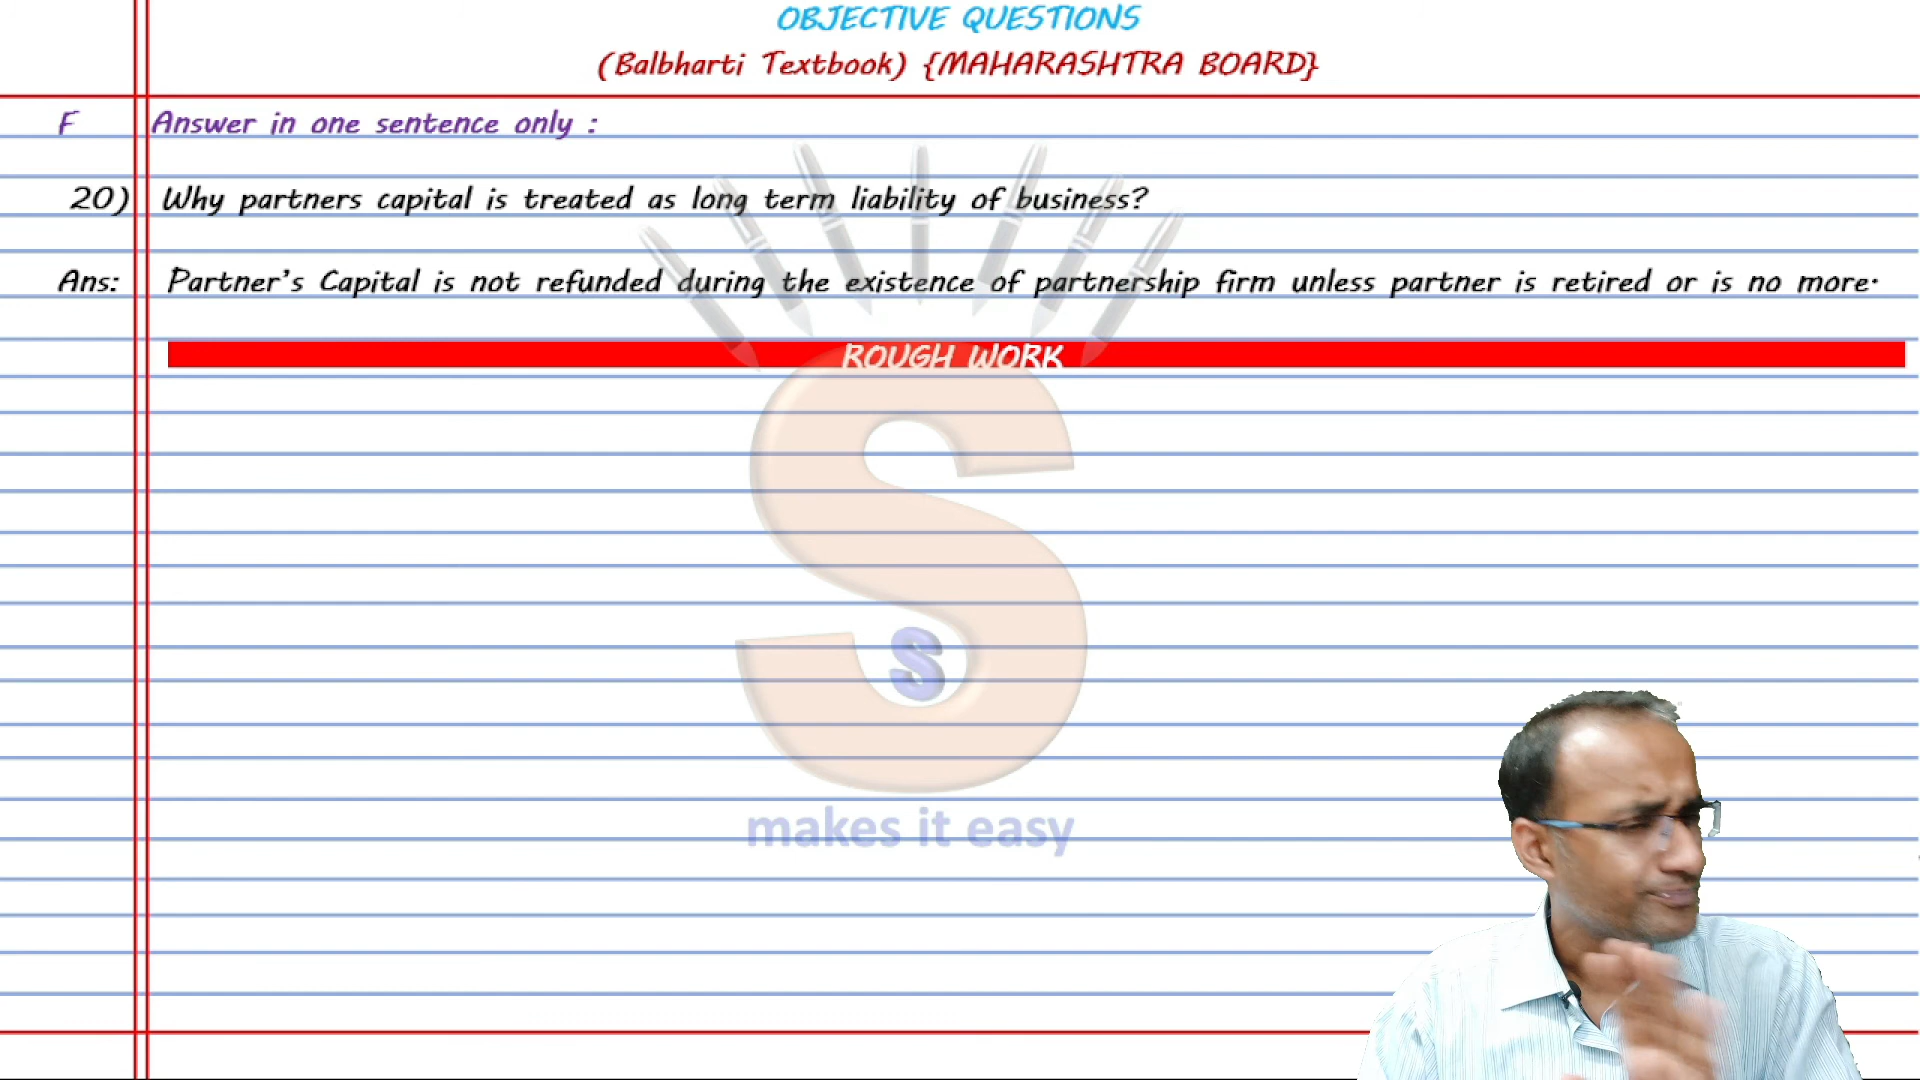 OBJECTIVE QUESTIONS
(Balbharti Textbook) {MAHARASHTRA BOARD}
F Answer in one sentence only :
20) Why partners capital is treated as long term liability of business?
Ans: Partner's Capital is not refunded during the existence of partnership firm unless partner is retired or is no more.
ROUGH WORK
S
S
makes it easy